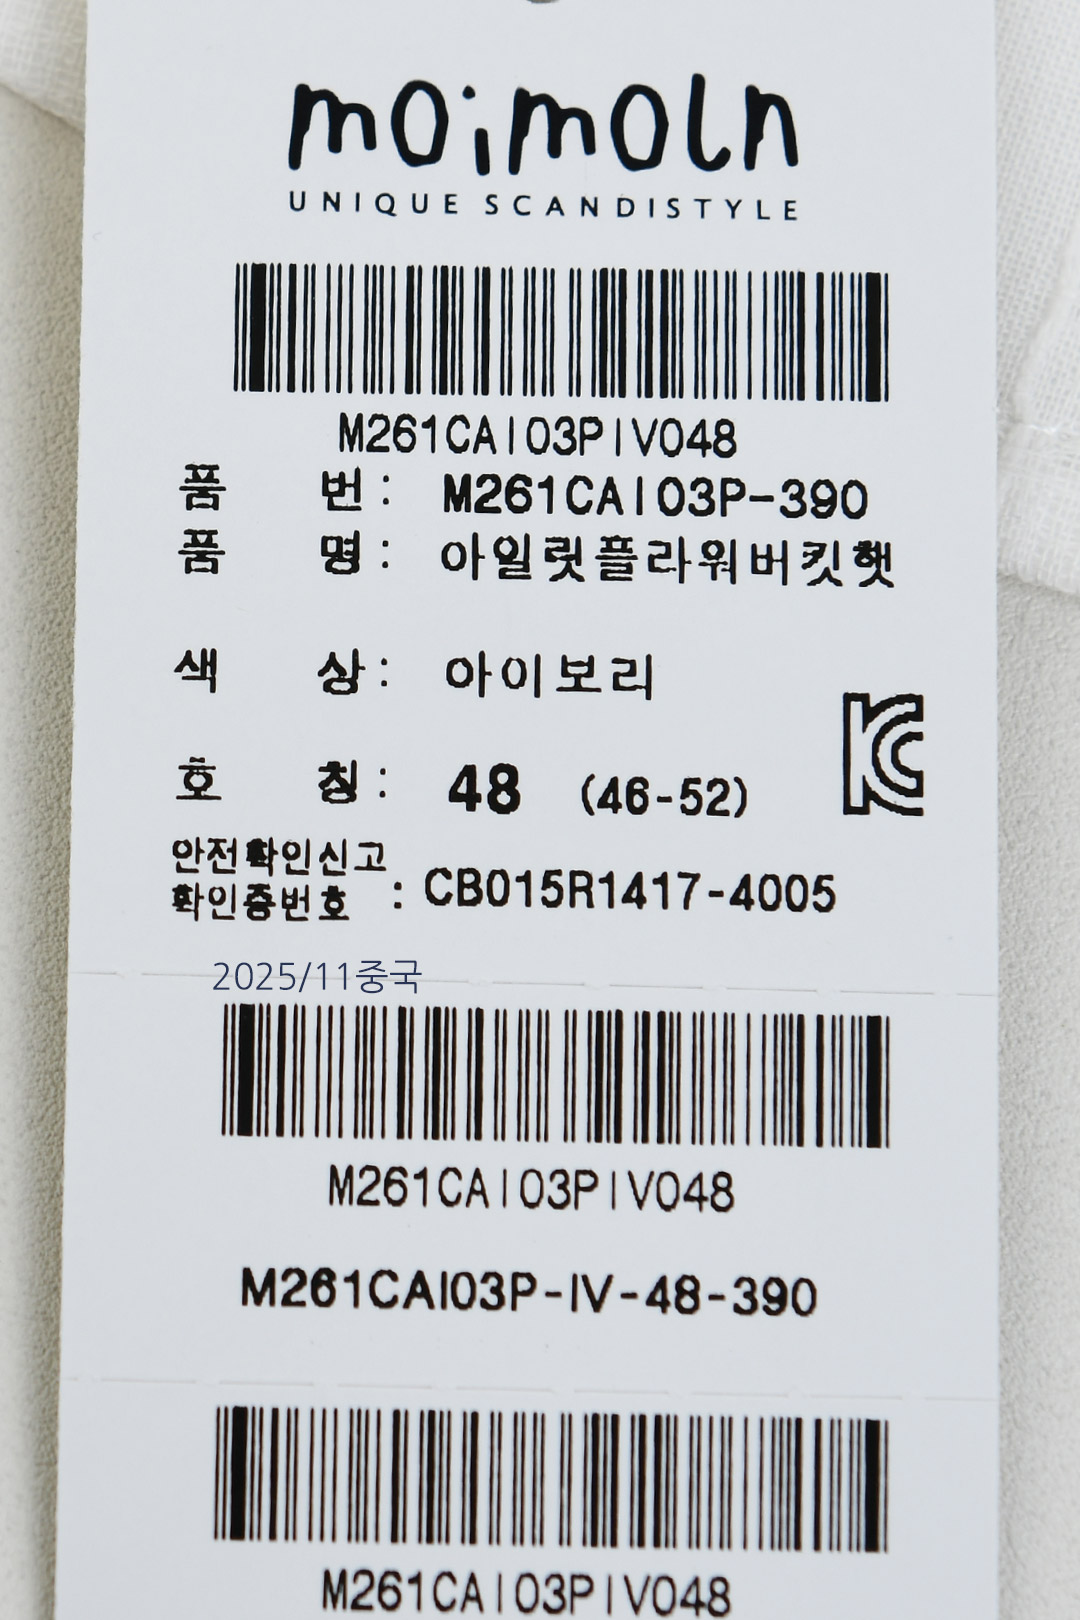 moimoln
UNIQUE SCANDISTYLE
M261CAI03PIV048
품 번 : M261CAI03P-390
품 명 : 아일릿플라워버킷햇
색 상 : 아이보리
호 칭 : 48 (46-52)
안전확인신고
확인증번호 : CB015R1417-4005
2025/11중국
M261CAI03PIV048
M261CAI03P-IV-48-390
M261CAI03PIV048